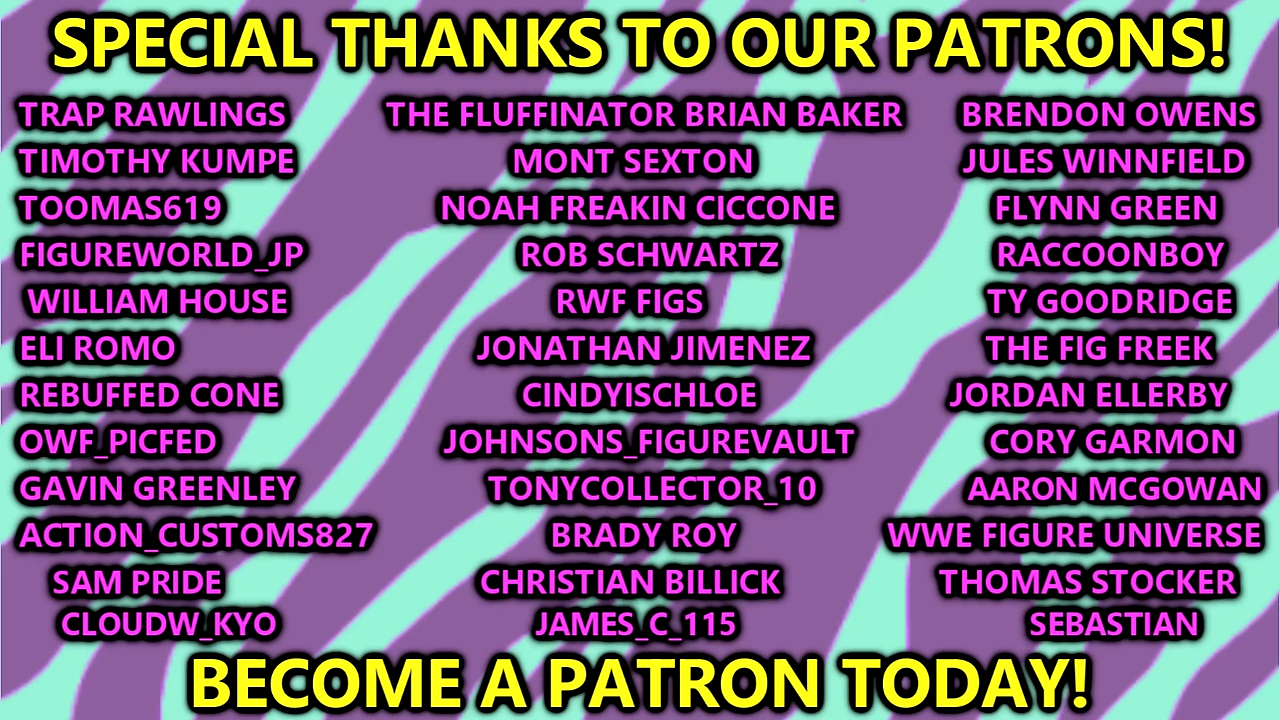 SPECIAL THANKS TO OUR PATRONS!
TRAP RAWLINGS THE FLUFFINATOR BRIAN BAKER BRENDON OWENS
TIMOTHY KUMPE MONT SEXTON JULES WINNFIELD
TOOMAS619 NOAH FREAKIN CICCONE FLYNN GREEN
FIGUREWORLD_JP ROB SCHWARTZ RACCOONBOY
WILLIAM HOUSE RWF FIGS TY GOODRIDGE
ELI ROMO JONATHAN JIMENEZ THE FIG FREEK
REBUFFED CONE CINDYISCHLOE JORDAN ELLERBY
OWF_PICFED JOHNSONS_FIGUREVAULT CORY GARMON
GAVIN GREENLEY TONYCOLLECTOR_10 AARON MCGOWAN
ACTION_CUSTOMS827 BRADY ROY WWE FIGURE UNIVERSE
SAM PRIDE CHRISTIAN BILLICK THOMAS STOCKER
CLOUDW_KYO JAMES_C_115 SEBASTIAN
BECOME A PATRON TODAY!